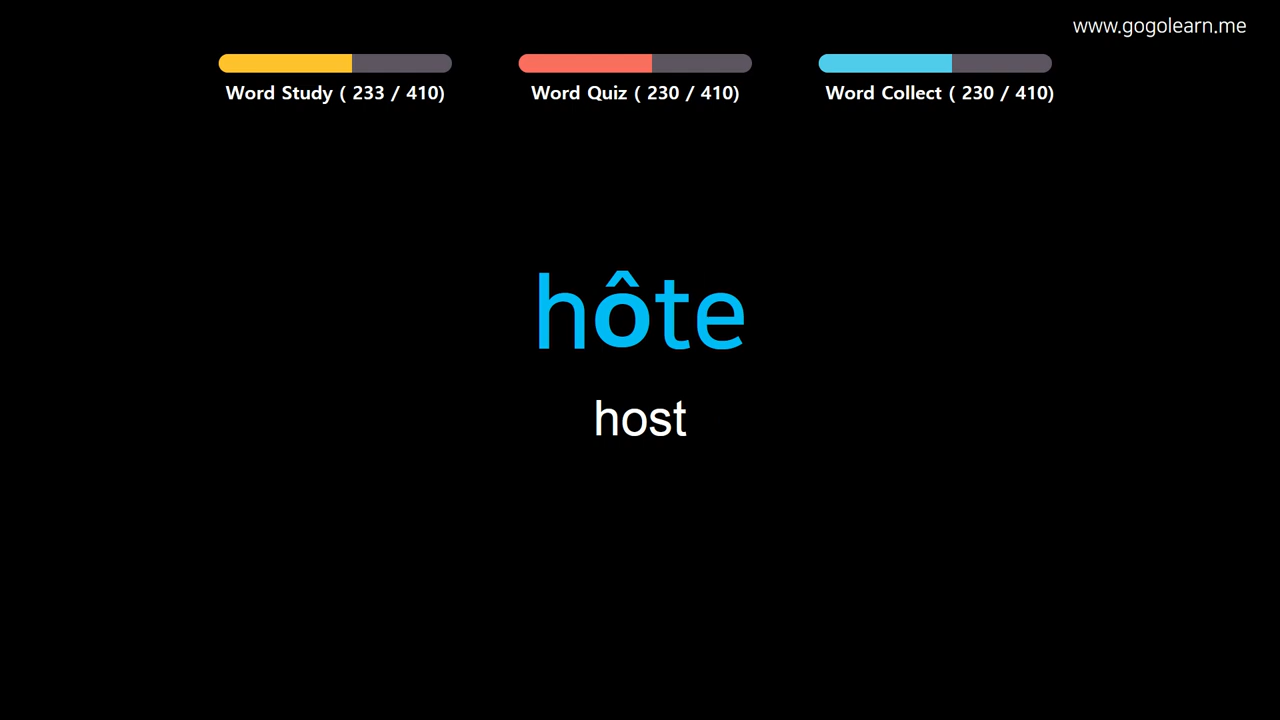 www.gogolearn.me
Word Study ( 233 / 410)
Word Quiz ( 230 / 410)
Word Collect ( 230 / 410)
hôte
host